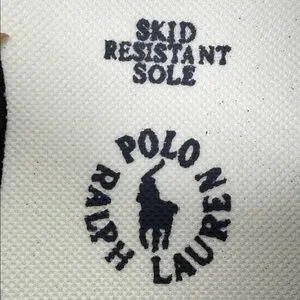 SKID
RESISTANT
SOLE
POLO
RALPH LAUREN